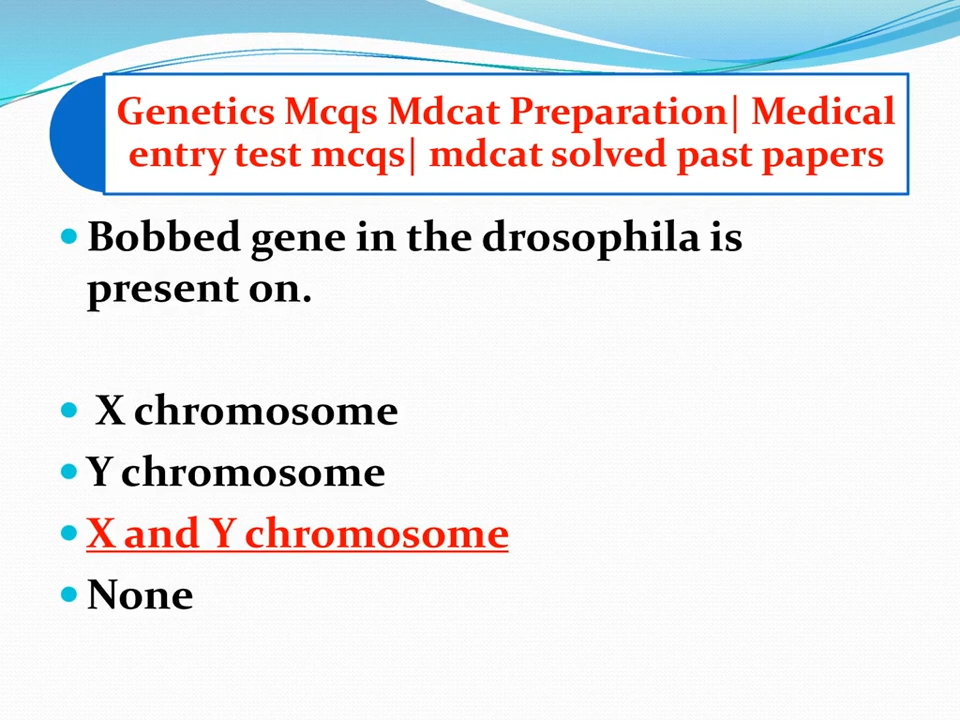 Genetics Mcqs Mdcat Preparation| Medical
entry test mcqs| mdcat solved past papers
Bobbed gene in the drosophila is
present on.
X chromosome
Y chromosome
X and Y chromosome
None